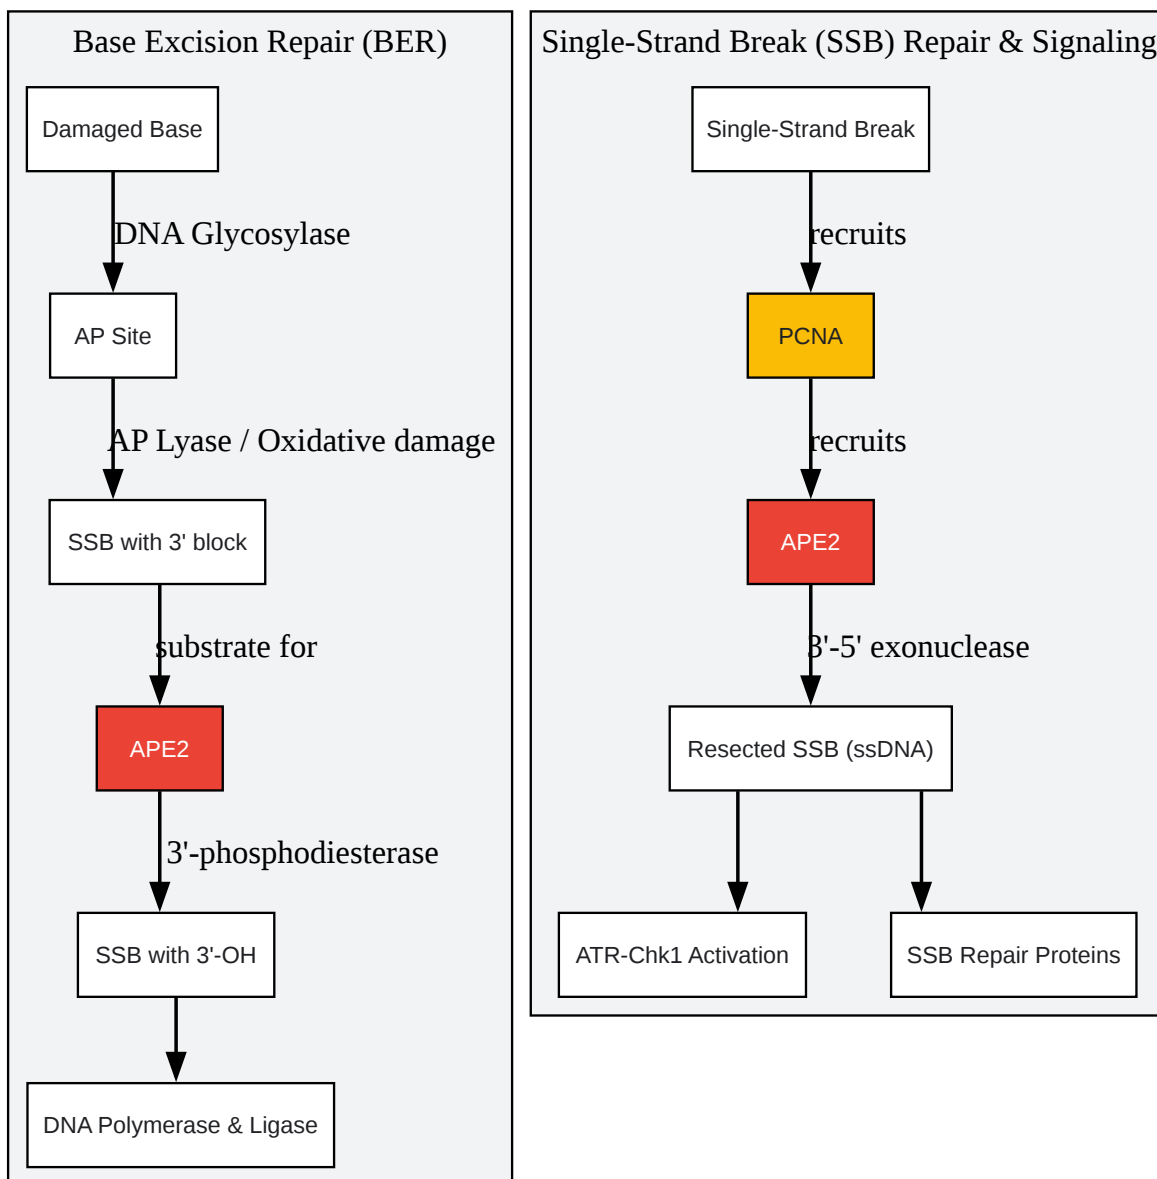 Base Excision Repair (BER)
Damaged Base
DNA Glycosylase
AP Site
AP Lyase / Oxidative damage
SSB with 3' block
substrate for
APE2
3'-phosphodiesterase
SSB with 3'-OH
DNA Polymerase & Ligase
Single-Strand Break (SSB) Repair & Signaling
Single-Strand Break
recruits
PCNA
recruits
APE2
3'-5' exonuclease
Resected SSB (ssDNA)
ATR-Chk1 Activation
SSB Repair Proteins